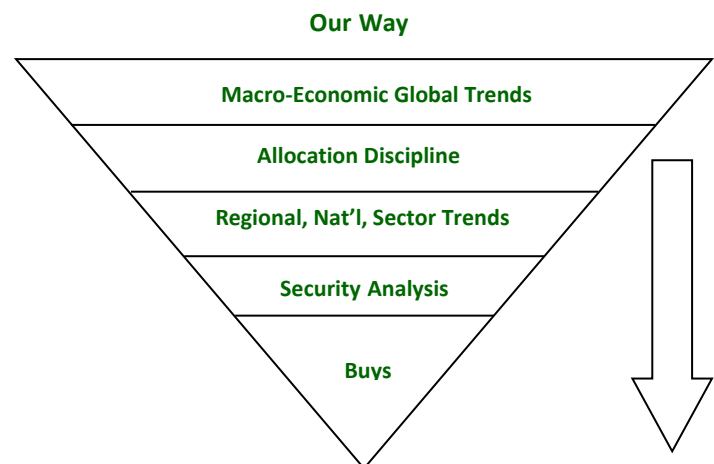 Our Way
Macro-Economic Global Trends
Allocation Discipline
Regional, Nat’l, Sector Trends
Security Analysis
Buys